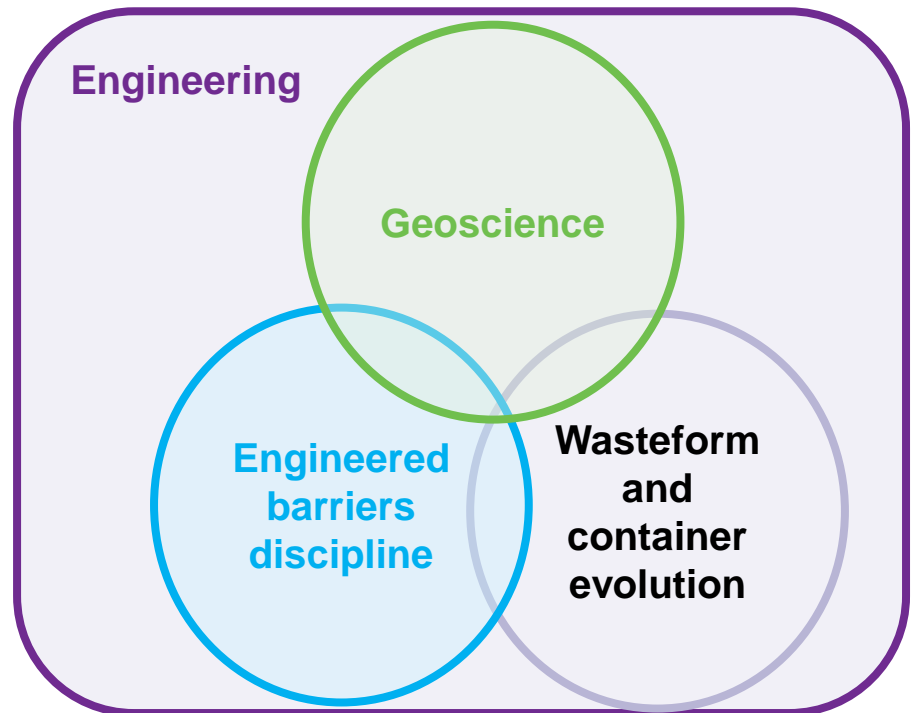 Engineering
Geoscience
Engineered
barriers
discipline
Wasteform
and
container
evolution